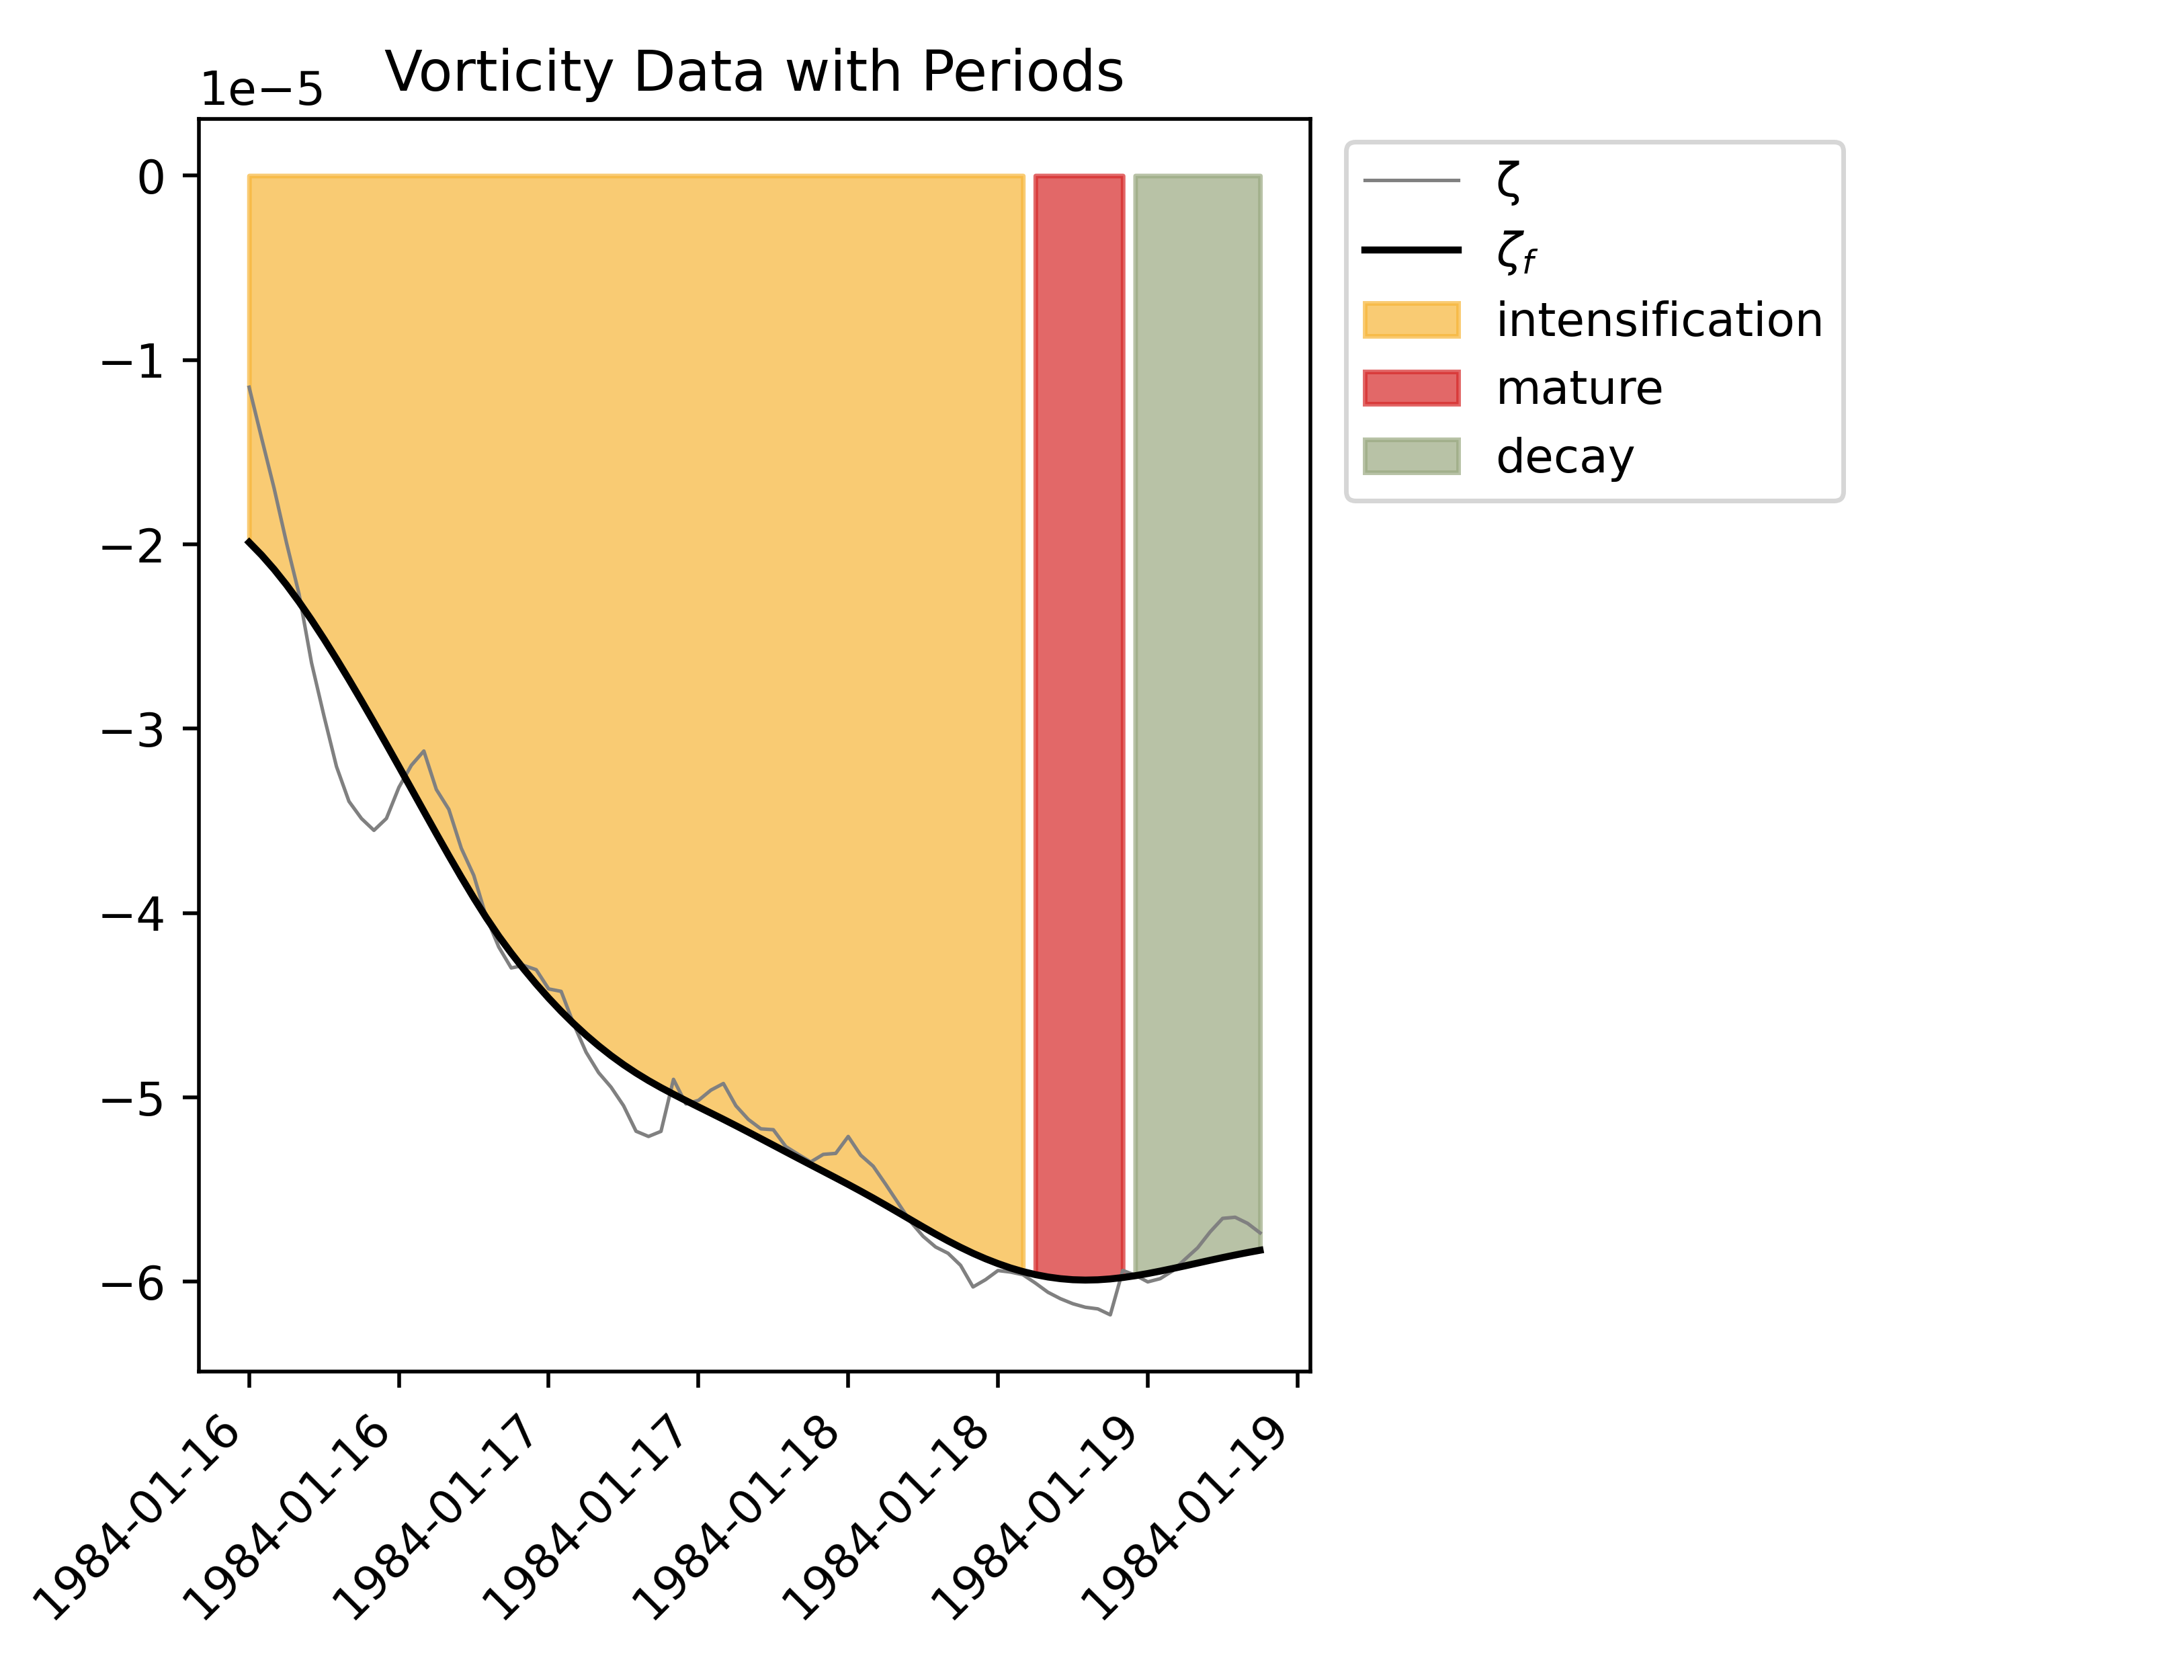 Vorticity Data with Periods
1e−5
0
−1
−2
−3
−4
−5
−6
1984-01-16
1984-01-16
1984-01-17
1984-01-17
1984-01-18
1984-01-18
1984-01-19
1984-01-19
ζ
ζf
intensification
mature
decay